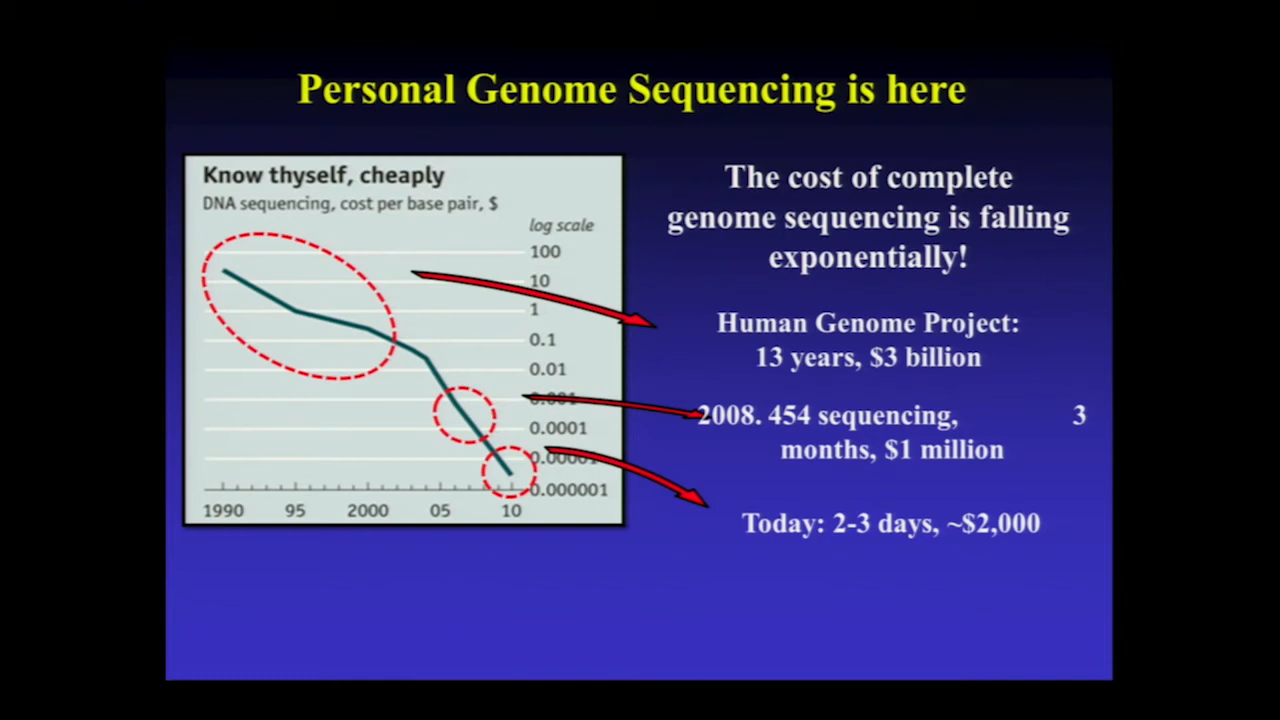 Personal Genome Sequencing is here
Know thyself, cheaply
DNA sequencing, cost per base pair, $
log scale
100
10
1
0.1
0.01
0.001
0.0001
0.00001
0.000001
1990 95 2000 05 10
The cost of complete
genome sequencing is falling
exponentially!
Human Genome Project:
13 years, $3 billion
2008. 454 sequencing, 3
months, $1 million
Today: 2-3 days, ~$2,000